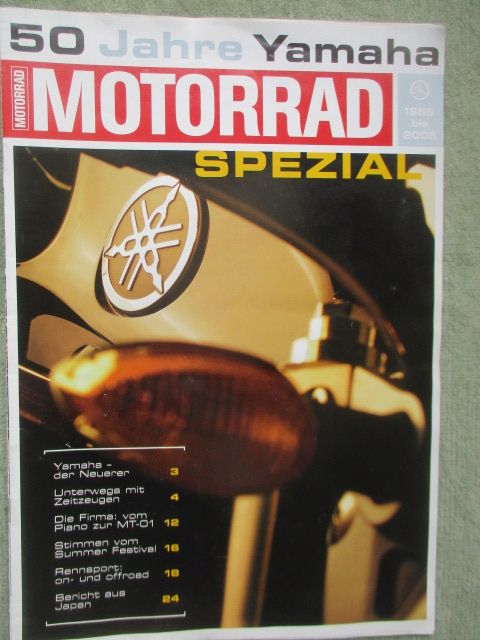 50 Jahre Yamaha
MOTORRAD
MOTORRAD
1955
bis
2005
SPEZIAL
Yamaha -
der Neuerer 3
Unterwegs mit
Zeitzeugen 4
Die Firma: vom
Piano zur MT-01 12
Stimmen vom
Summer Festival 16
Rennsport:
on- und offroad 18
Bericht aus
Japan 24